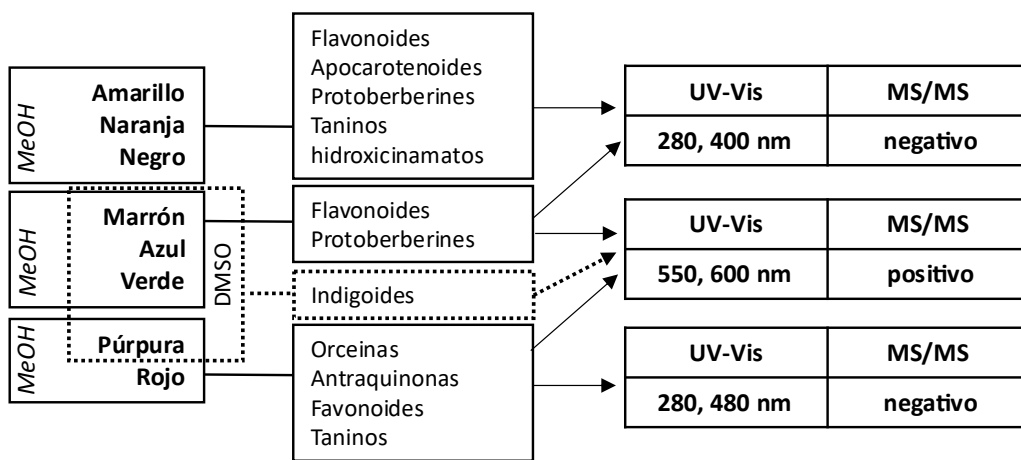 MeOH
Amarillo
Naranja
Negro
MeOH
Marrón
Azul
Verde
DMSO
MeOH
Púrpura
Rojo
Flavonoides
Apocarotenoides
Protoberberines
Taninos
hidroxicinamatos
Flavonoides
Protoberberines
Indigoides
Orceinas
Antraquinonas
Favonoides
Taninos
UV-Vis MS/MS
280, 400 nm negativo
UV-Vis MS/MS
550, 600 nm positivo
UV-Vis MS/MS
280, 480 nm negativo